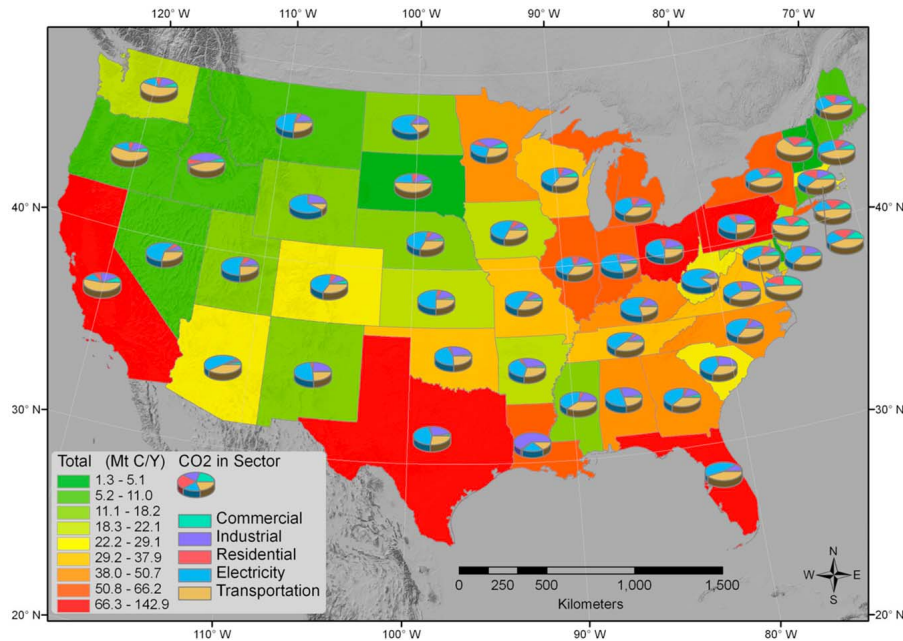 120° W 110° W 100° W 90° W 80° W 70° W
40° N 40° N
30° N 30° N
20° N 20° N
Total (Mt C/Y) CO2 in Sector
1.3 - 5.1
5.2 - 11.0
11.1 - 18.2
18.3 - 22.1
22.2 - 29.1
29.2 - 37.9
38.0 - 50.7
50.8 - 66.2
66.3 - 142.9
Commercial
Industrial
Residential
Electricity
Transportation
0 250 500 1,000 1,500
Kilometers
N
W E
S
110° W 100° W 90° W 80° W